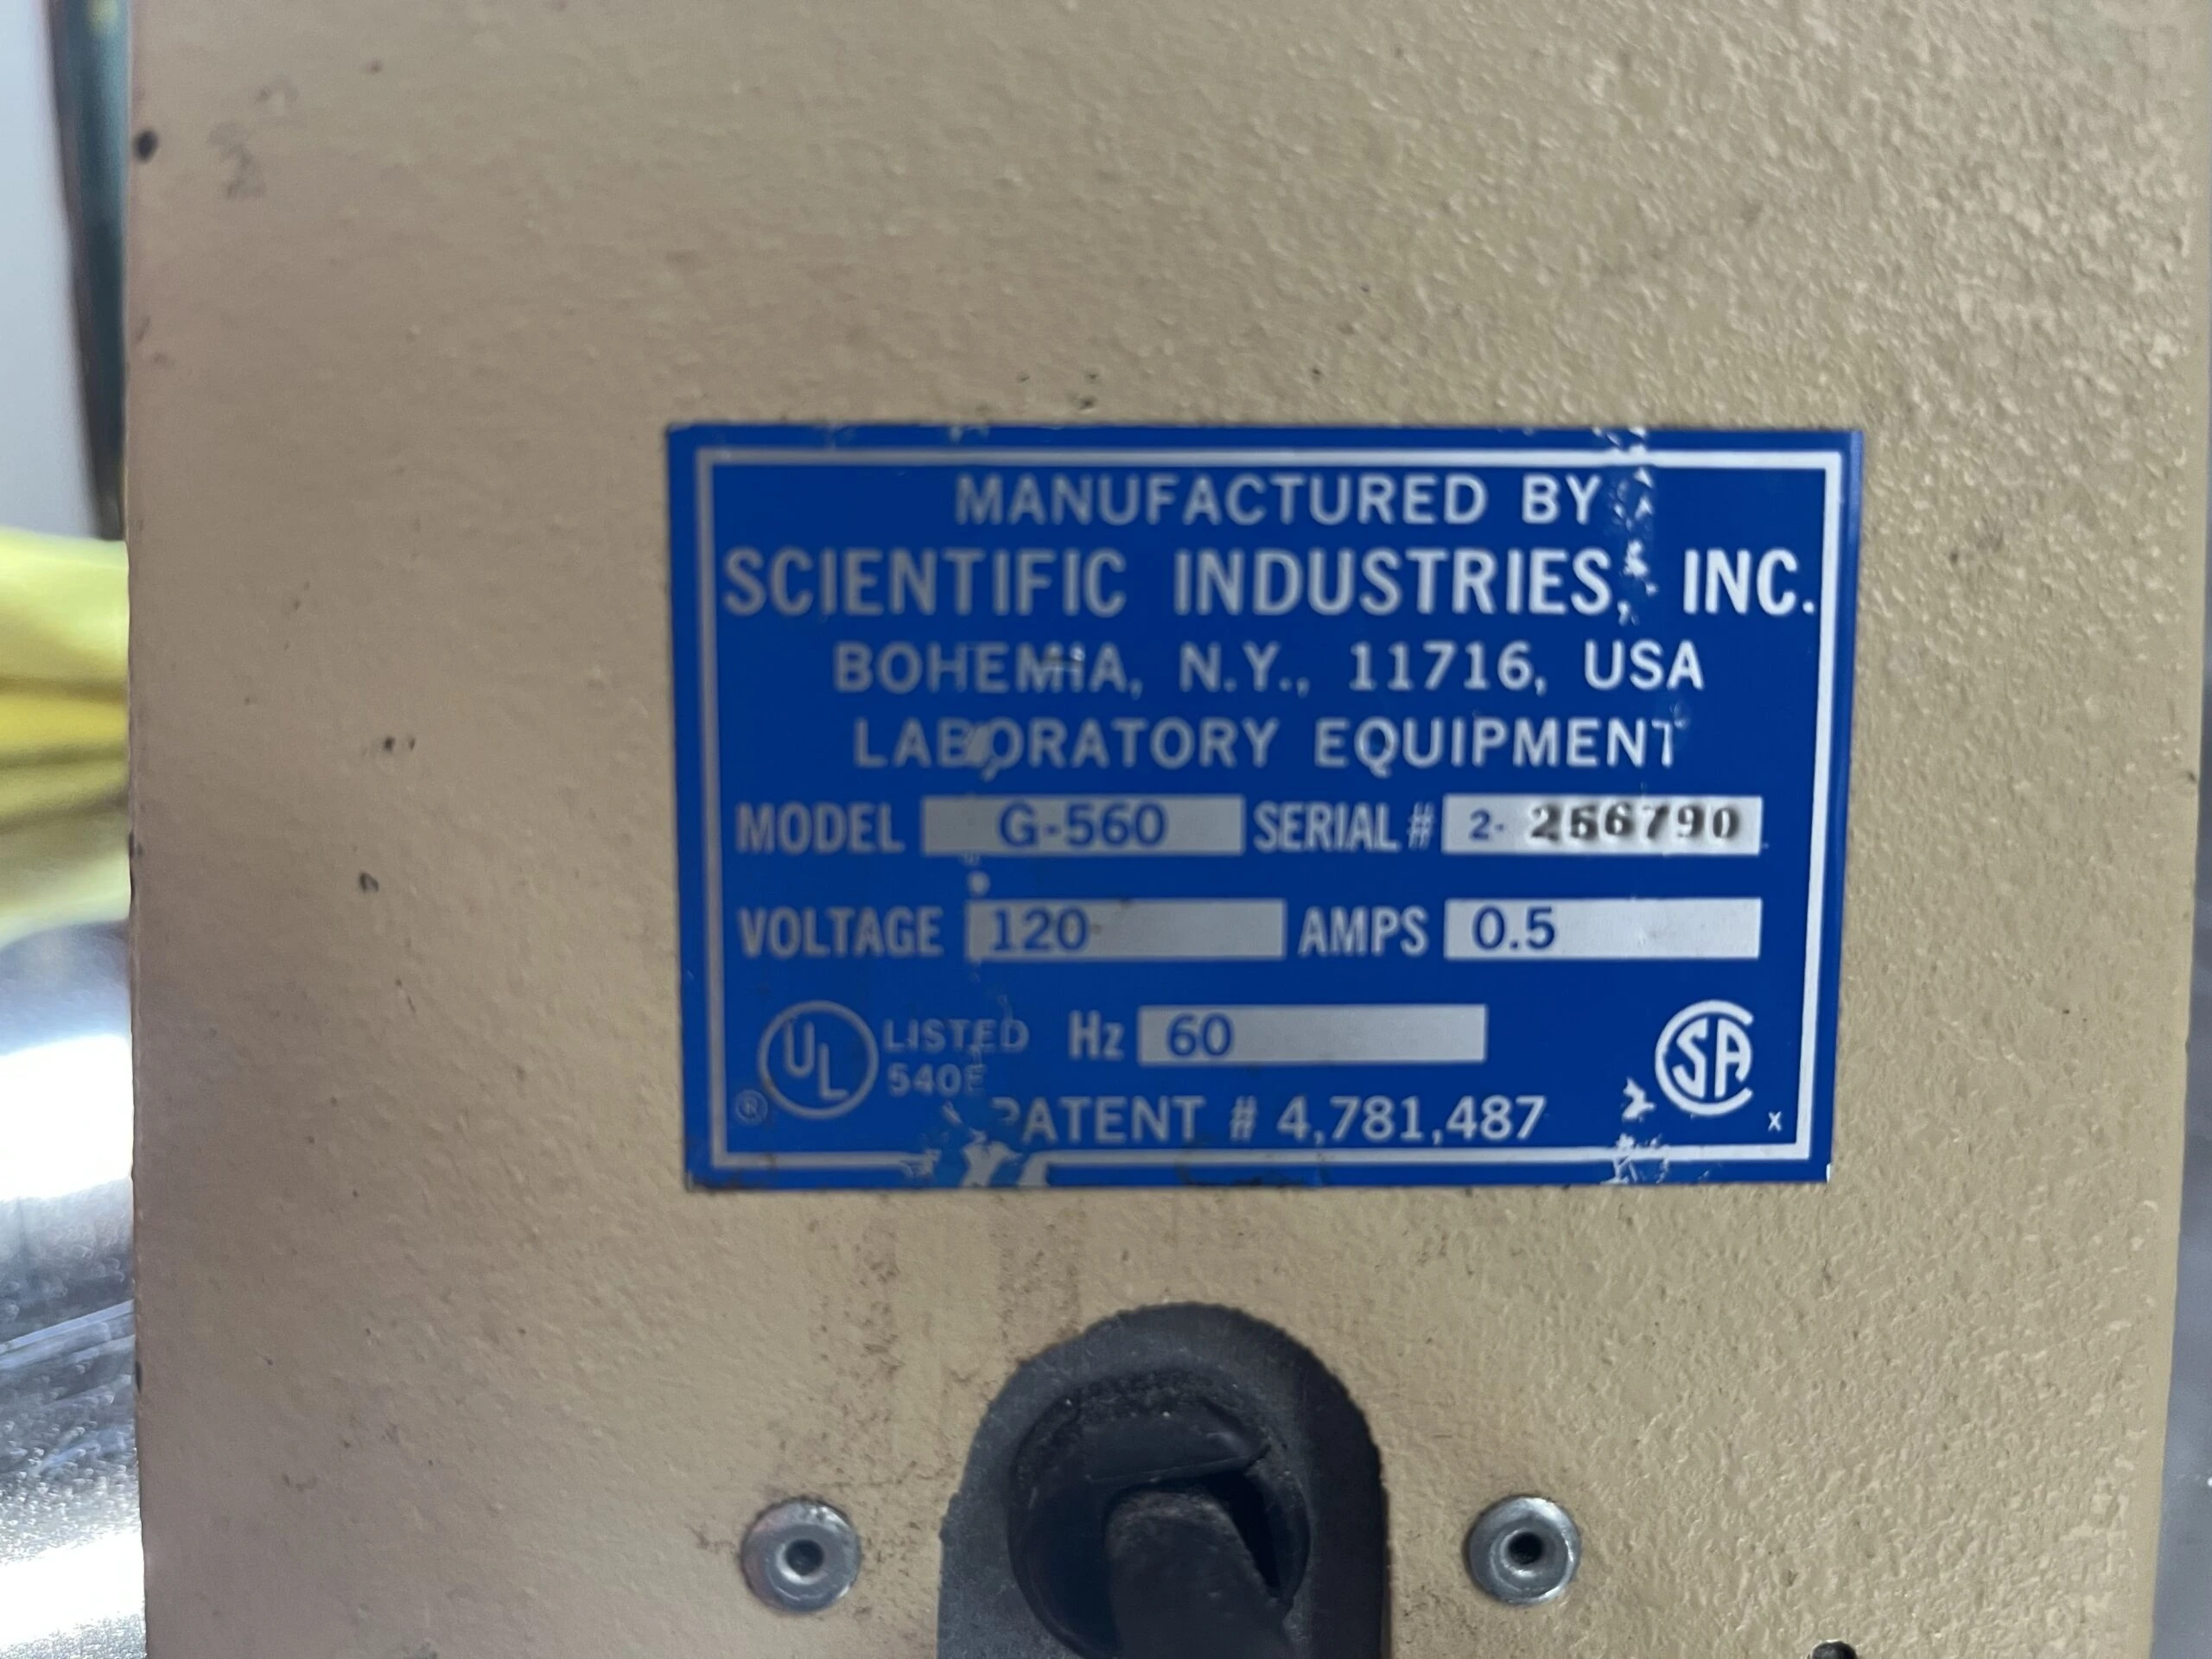 MANUFACTURED BY
SCIENTIFIC INDUSTRIES, INC.
BOHEMIA, N.Y., 11716, USA
LABORATORY EQUIPMENT
MODEL G-560 SERIAL # 2- 266790
VOLTAGE 120 AMPS 0.5
UL LISTED Hz 60 SA
540E
® PATENT # 4,781,487 x